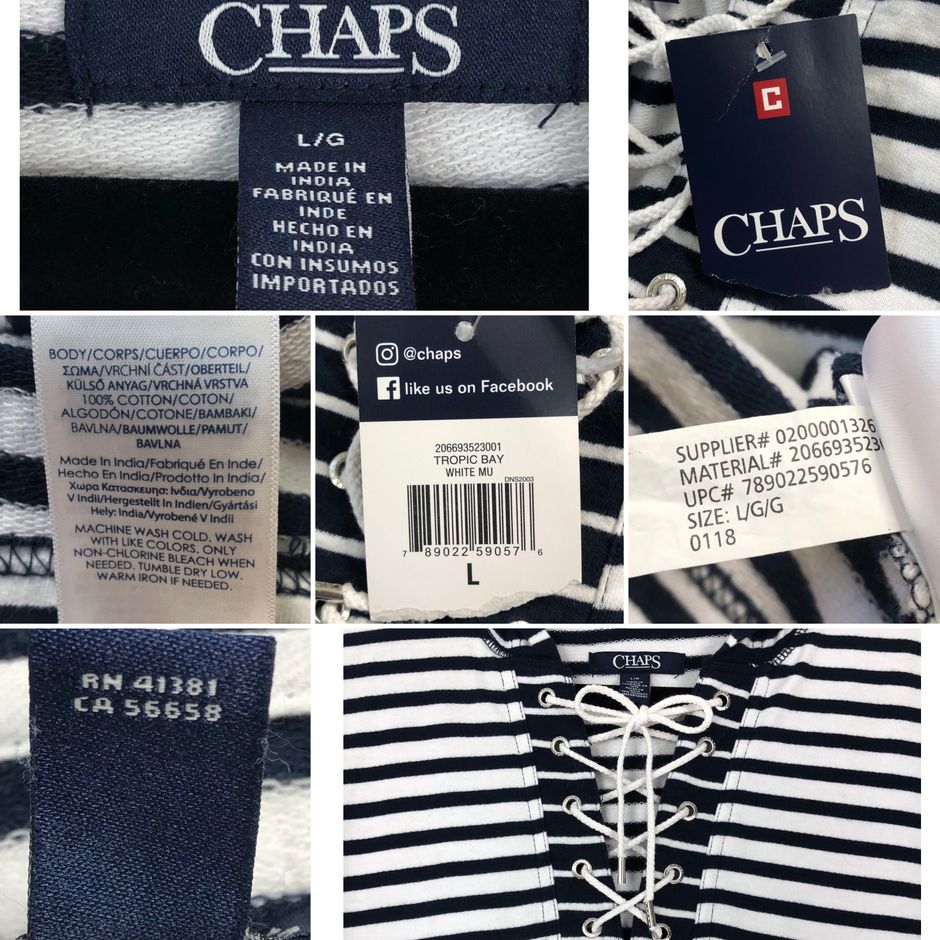 CHAPS
L/G
MADE IN
INDIA
FABRIQUÉ EN
INDE
HECHO EN
INDIA
CON INSUMOS
IMPORTADOS
C
CHAPS
BODY/CORPS/CUERPO/CORPO/
ΣΩΜΑ/VRCHNÍ ČÁST/OBERTEIL/
KÜLSŐ ANYAG/VRCHNÁ VRSTVA
100% COTTON/COTON/
ALGODÓN/COTONE/BAMBAKI/
BAVLNA/BAUMWOLLE/PAMUT/
BAVLNA
Made In India/Fabriqué En Inde/
Hecho En India/Prodotto In India/
Χωρα Κατασκευησ: Ινδια/Vyrobeno
V Indii/Hergestellt In Indien/Gyártási
Hely: India/Vyrobené V Indii
MACHINE WASH COLD. WASH
WITH LIKE COLORS. ONLY
NON-CHLORINE BLEACH WHEN
NEEDED. TUMBLE DRY LOW.
WARM IRON IF NEEDED.
@chaps
f like us on Facebook
206693523001
TROPIC BAY
WHITE MU
DNS2003
7 89022 59057 6
L
SUPPLIER# 0200001326
MATERIAL# 20669352300
UPC# 789022590576
SIZE: L/G/G
0118
RN 41381
CA 56658
CHAPS
L/G